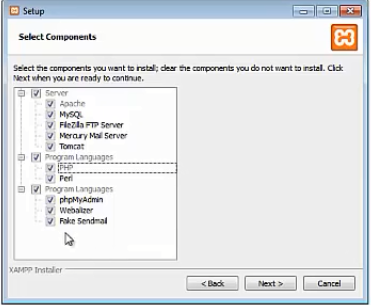 Setup
Select Components
Select the components you want to install; clear the components you do not want to install. Click
Next when you are ready to continue.
Server
Apache
MySQL
FileZilla FTP Server
Mercury Mail Server
Tomcat
Program Languages
PHP
Perl
Program Languages
phpMyAdmin
Webalizer
Fake Sendmail
XAMPP Installer
< Back
Next >
Cancel